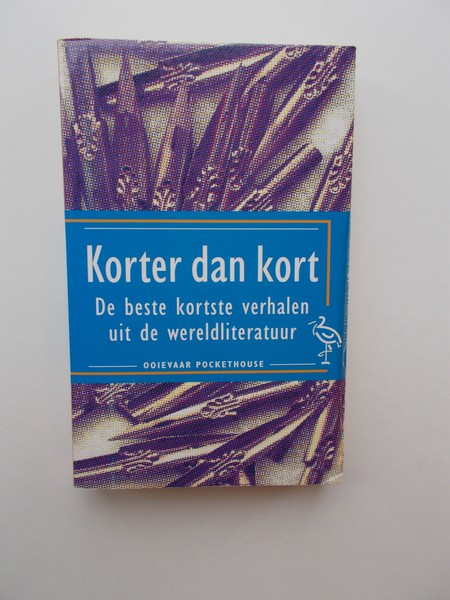 Korter dan kort
De beste kortste verhalen
uit de wereldliteratuur
OOIEVAAR POCKETHOUSE